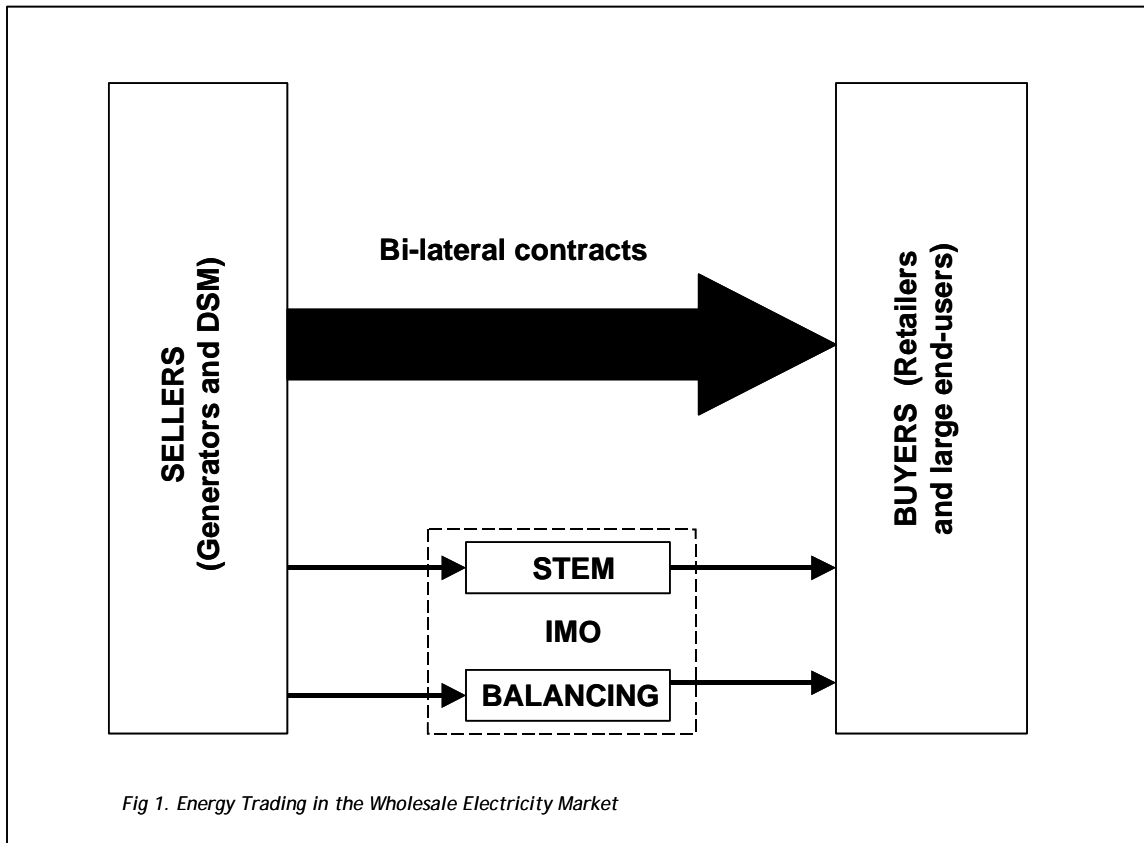 SELLERS
(Generators and DSM)
Bi-lateral contracts
STEM
IMO
BALANCING
BUYERS (Retailers
and large end-users)
Fig 1. Energy Trading in the Wholesale Electricity Market